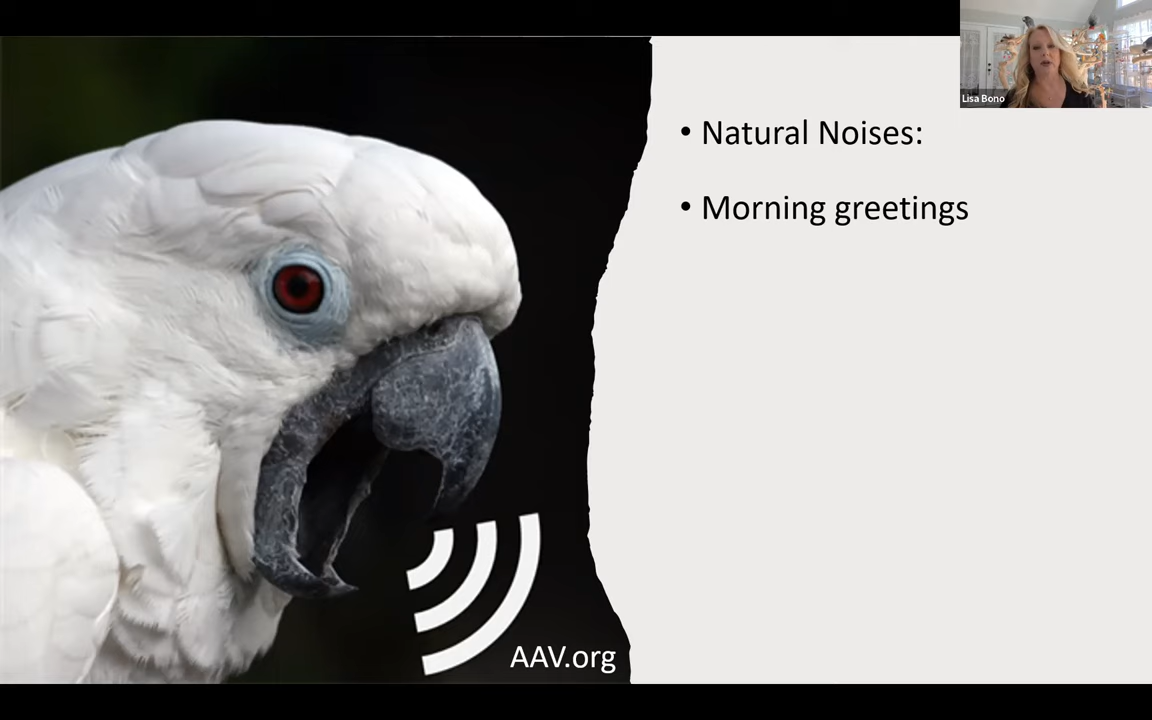 Lisa Bono
• Natural Noises:
• Morning greetings
AAV.org